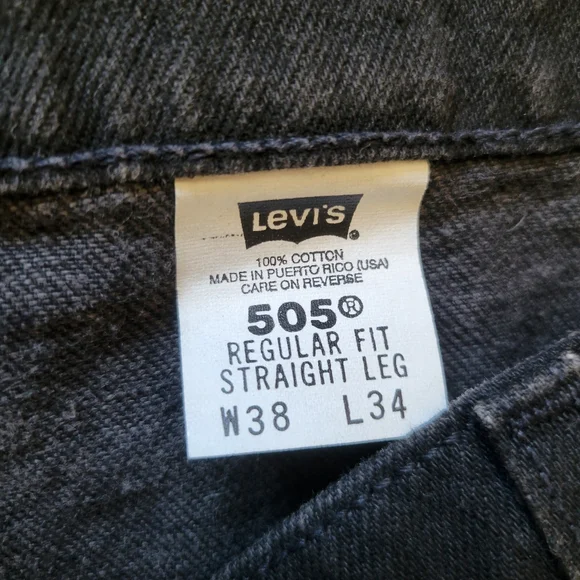 Levi's
100% COTTON
MADE IN PUERTO RICO (USA)
CARE ON REVERSE
505®
REGULAR FIT
STRAIGHT LEG
W38 L34